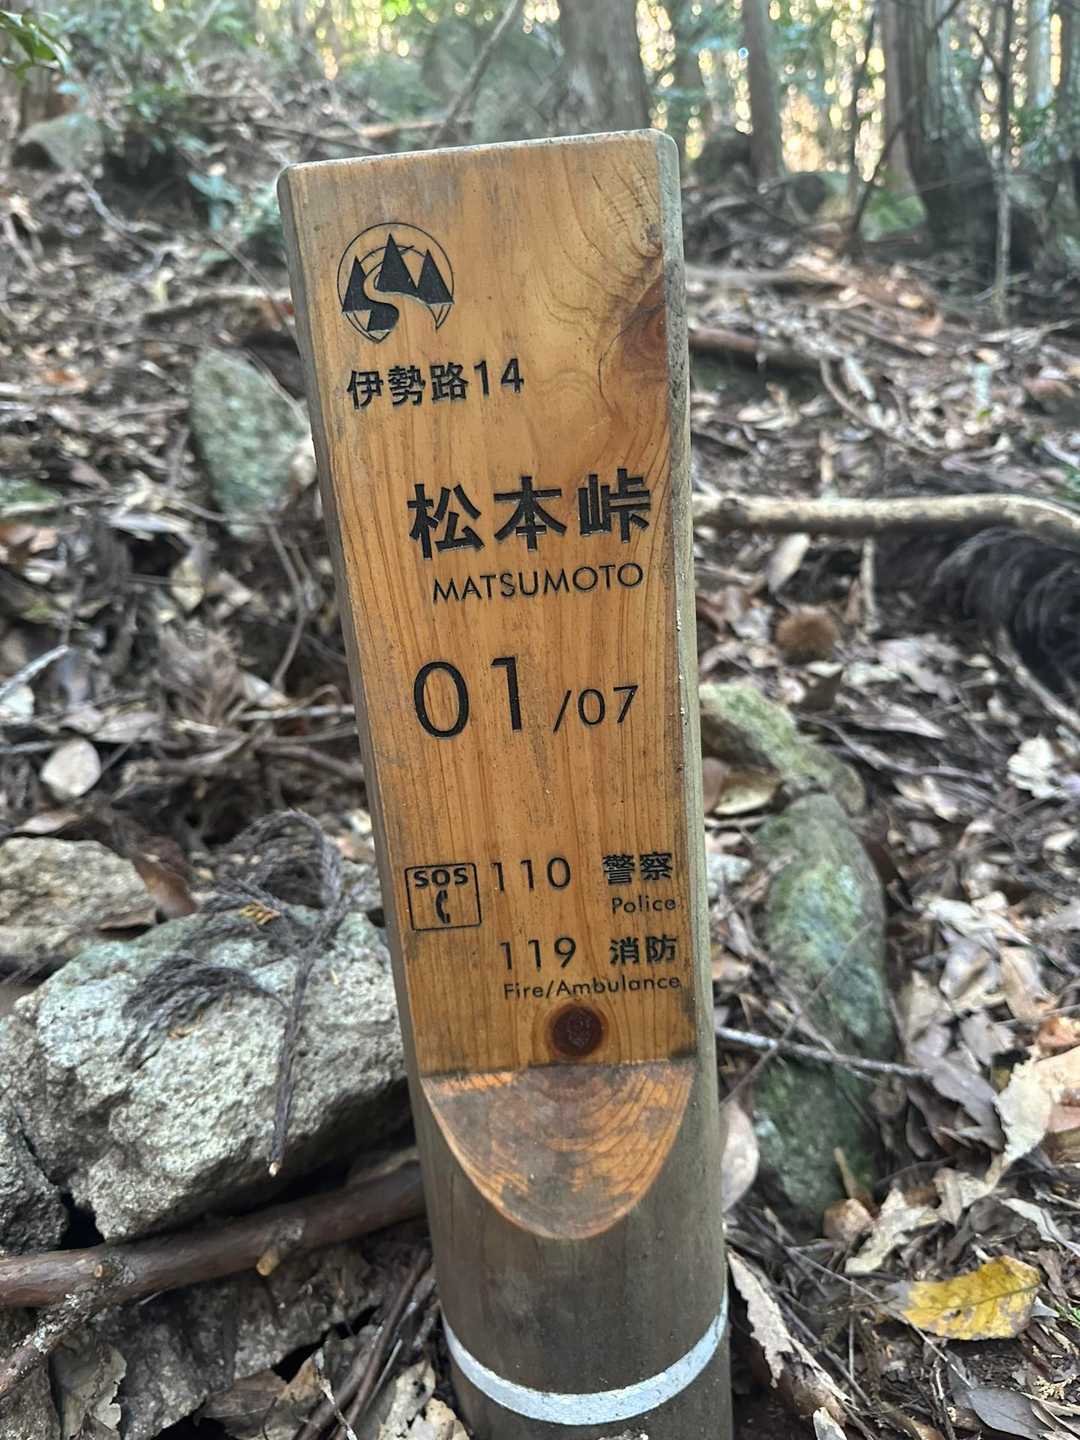 伊勢路14
松本峠
MATSUMOTO
01/07
SOS 110 警察
Police
119 消防
Fire/Ambulance